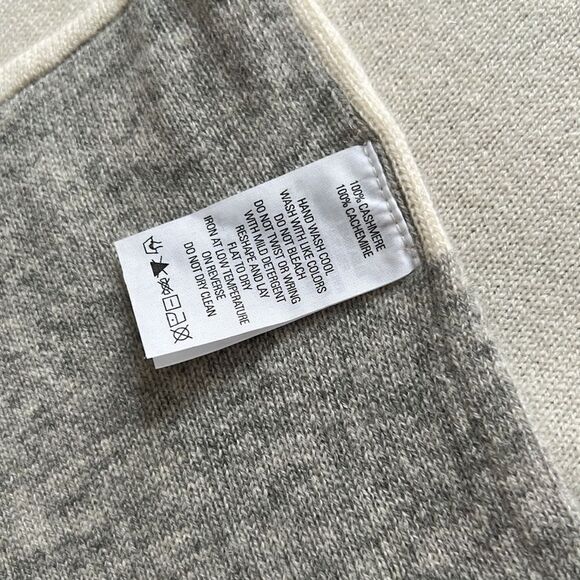 100% CASHMERE
100% CACHEMIRE
HAND WASH COOL
WASH WITH LIKE COLORS
DO NOT BLEACH
DO NOT TWIST OR WRING
WITH MILD DETERGENT
RESHAPE AND LAY
FLAT TO DRY
IRON AT LOW TEMPERATURE
ON REVERSE
DO NOT DRY CLEAN